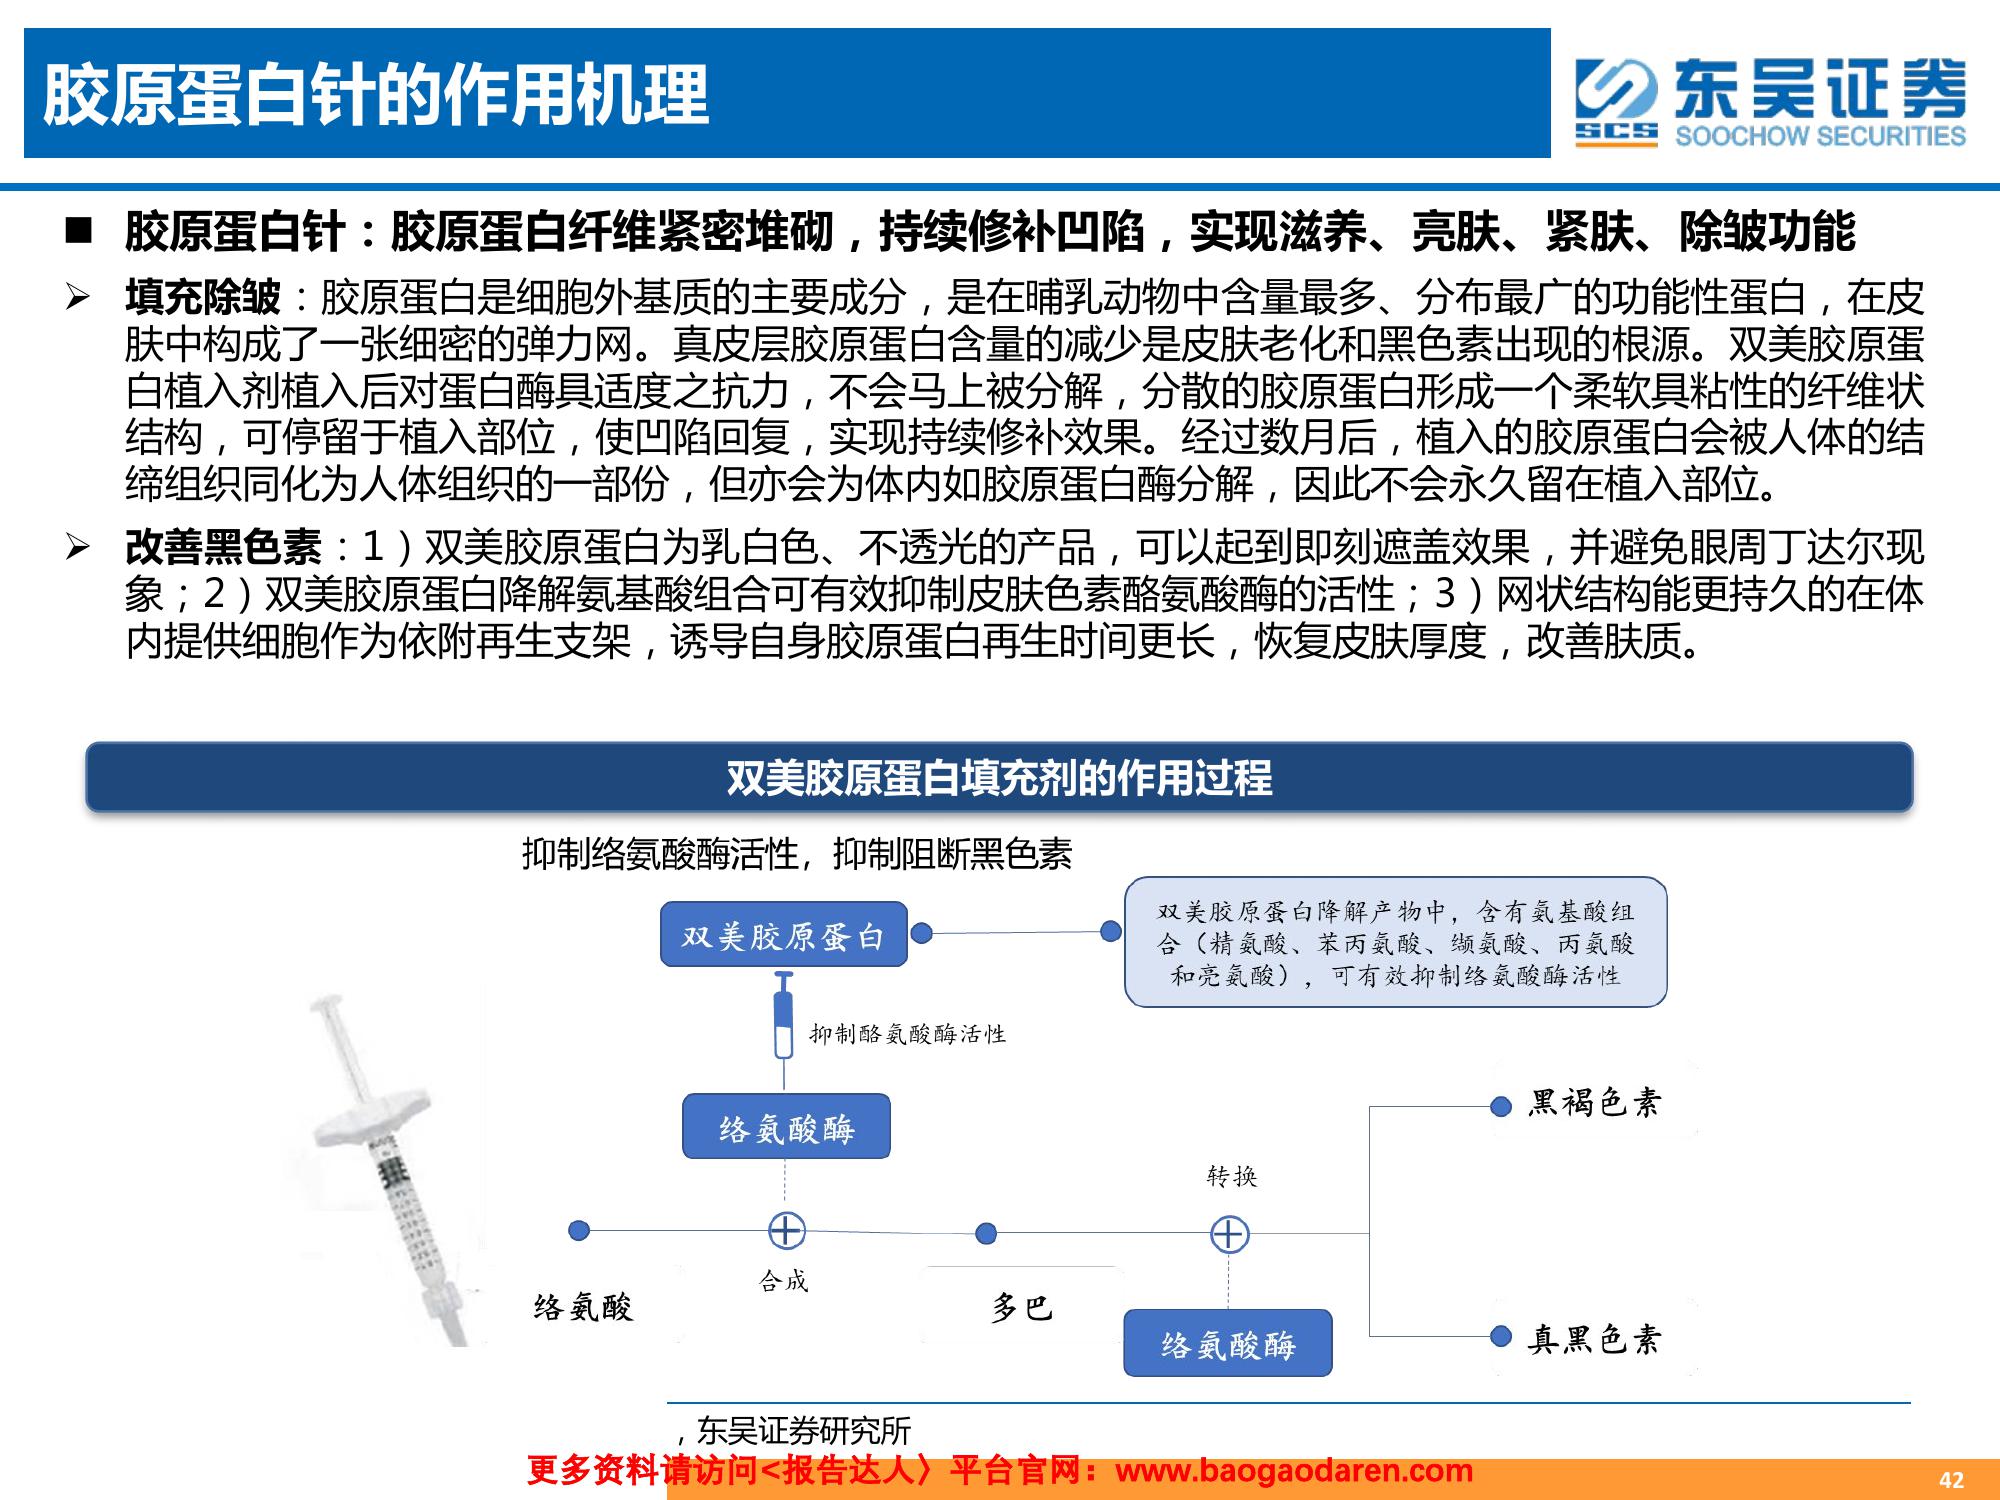 胶原蛋白针的作用机理
东吴证券
SCS
SOOCHOW SECURITIES
■ 胶原蛋白针：胶原蛋白纤维紧密堆砌，持续修补凹陷，实现滋养、亮肤、紧肤、除皱功能
➢ 填充除皱：胶原蛋白是细胞外基质的主要成分，是在哺乳动物中含量最多、分布最广的功能性蛋白，在皮
肤中构成了一张细密的弹力网。真皮层胶原蛋白含量的减少是皮肤老化和黑色素出现的根源。双美胶原蛋
白植入剂植入后对蛋白酶具适度之抗力，不会马上被分解，分散的胶原蛋白形成一个柔软具粘性的纤维状
结构，可停留于植入部位，使凹陷回复，实现持续修补效果。经过数月后，植入的胶原蛋白会被人体的结
缔组织同化为人体组织的一部份，但亦会为体内如胶原蛋白酶分解，因此不会永久留在植入部位。
➢ 改善黑色素：1）双美胶原蛋白为乳白色、不透光的产品，可以起到即刻遮盖效果，并避免眼周丁达尔现
象；2）双美胶原蛋白降解氨基酸组合可有效抑制皮肤色素酪氨酸酶的活性；3）网状结构能更持久的在体
内提供细胞作为依附再生支架，诱导自身胶原蛋白再生时间更长，恢复皮肤厚度，改善肤质。
双美胶原蛋白填充剂的作用过程
抑制络氨酸酶活性，抑制阻断黑色素
双美胶原蛋白
双美胶原蛋白降解产物中，含有氨基酸组
合（精氨酸、苯丙氨酸、缬氨酸、丙氨酸
和亮氨酸），可有效抑制络氨酸酶活性
抑制酪氨酸酶活性
络氨酸酶
黑褐色素
转换
合成
络氨酸
多巴
络氨酸酶
真黑色素
，东吴证券研究所
更多资料请访问<报告达人〉平台官网：www.baogaodaren.com
42